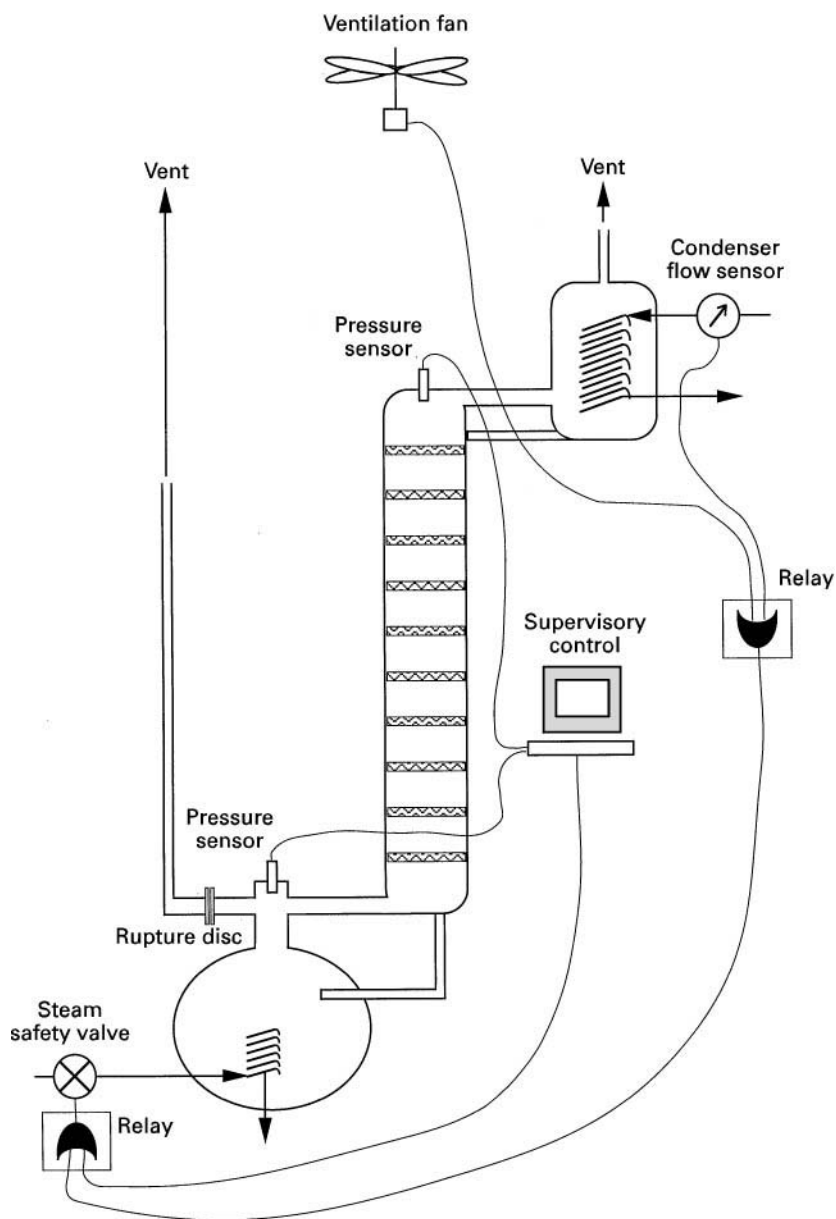 Ventilation fan
Vent
Vent
Condenser
flow sensor
Pressure
sensor
Relay
Supervisory
control
Pressure
sensor
Rupture disc
Steam
safety valve
Relay